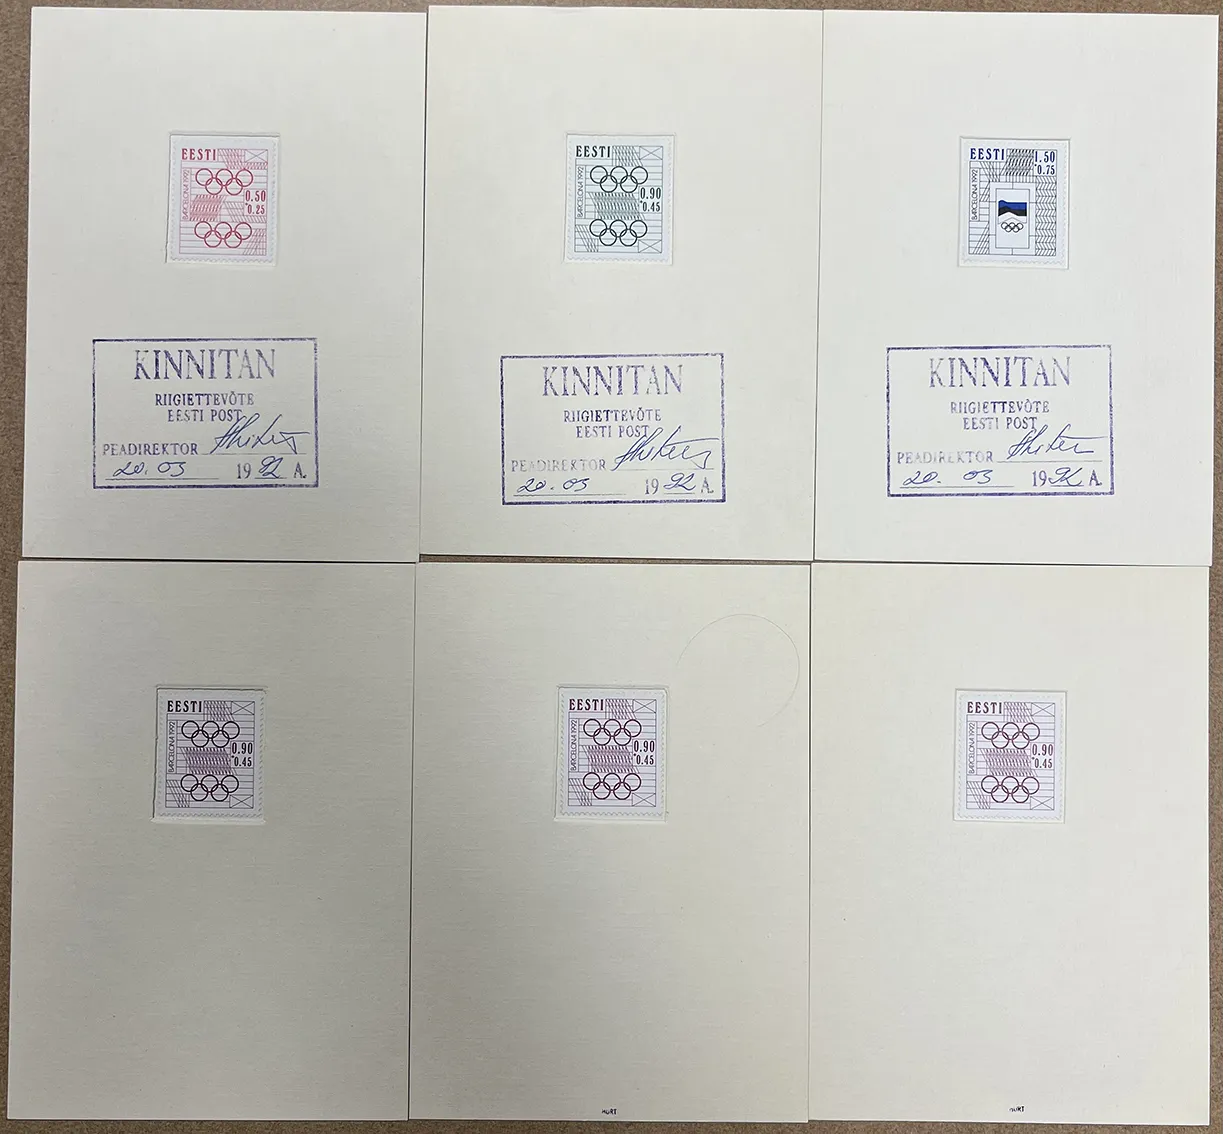 EESTI
BARCELONA 1992
0.50
+0.25
KINNITAN
RIIGIETTEVÕTE
EESTI POST
PEADIREKTOR
20.03 1992 A.
EESTI
BARCELONA 1992
0.90
+0.45
KINNITAN
RIIGIETTEVÕTE
EESTI POST
PEADIREKTOR
20.03 1992 A.
EESTI
1.50
+0.75
BARCELONA 1992
KINNITAN
RIIGIETTEVÕTE
EESTI POST
PEADIREKTOR
20. 03 1992 A.
EESTI
BARCELONA 1992
0.90
+0.45
EESTI
BARCELONA 1992
0.90
+0.45
MURT
EESTI
BARCELONA 1992
0.90
+0.45
MURT